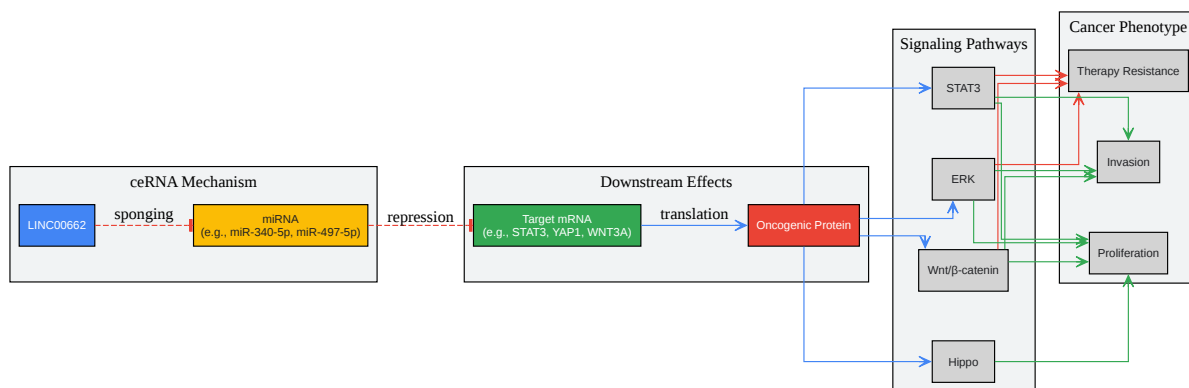 ceRNA Mechanism
LINC00662
sponging
miRNA
(e.g., miR-340-5p, miR-497-5p)
repression
Downstream Effects
Target mRNA
(e.g., STAT3, YAP1, WNT3A)
translation
Oncogenic Protein
Signaling Pathways
STAT3
ERK
Wnt/β-catenin
Hippo
Cancer Phenotype
Therapy Resistance
Invasion
Proliferation